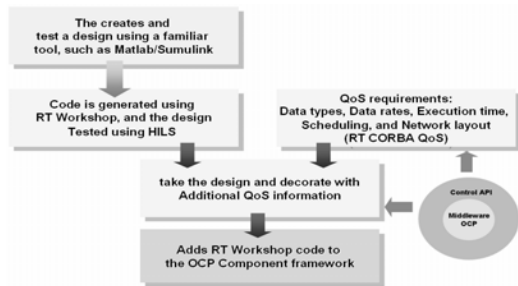 The creates and
test a design using a familiar
tool, such as Matlab/Sumulink
Code is generated using
RT Workshop, and the design
Tested using HILS
QoS requirements:
Data types, Data rates, Execution time,
Scheduling, and Network layout
(RT CORBA QoS)
take the design and decorate with
Additional QoS information
Control API
Middleware
OCP
Adds RT Workshop code to
the OCP Component framework